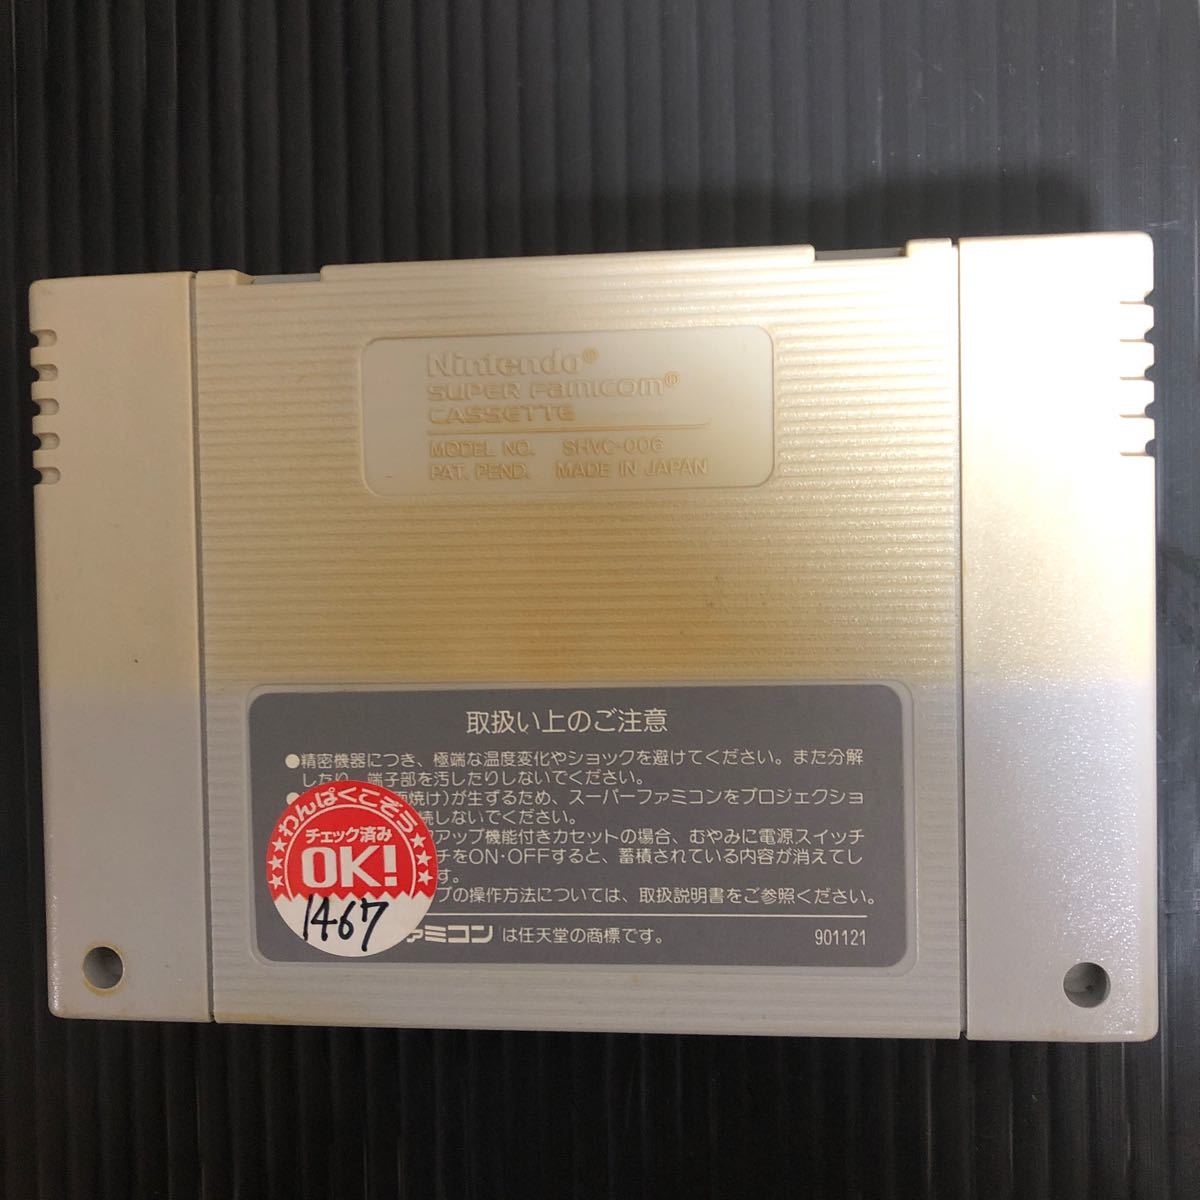 Nintendo®
SUPER FAMICOM®
CASSETTE
MODEL NO. SHVC-006
PAT. PEND. MADE IN JAPAN
取扱い上のご注意
●精密機器につき、極端な温度変化やショックを避けてください。また分解
したり、端子部を汚したりしないでください。
焼け)が生ずるため、スーパーファミコンをプロジェクショ
続しないでください。
アップ機能付きカセットの場合、むやみに電源スイッチ
チをON・OFFすると、蓄積されている内容が消えてし
す。
プの操作方法については、取扱説明書をご参照ください。
ァミコン は任天堂の商標です。
901121
わんぱくこぞう
チェック済み
OK!
1467